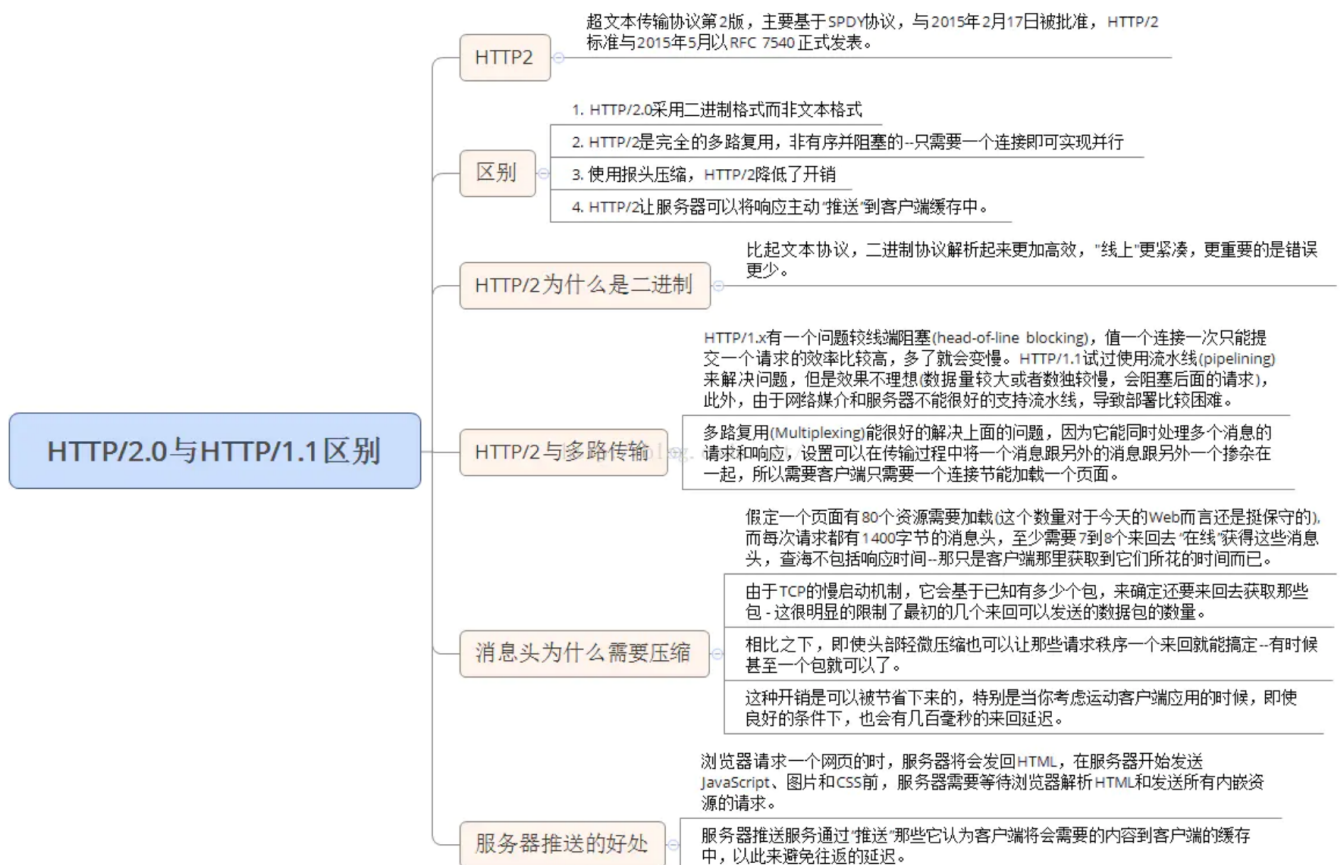 超文本传输协议第2版，主要基于SPDY协议，与2015年2月17日被批准，HTTP/2
标准与2015年5月以RFC 7540正式发表。
HTTP2
1. HTTP/2.0采用二进制格式而非文本格式
2. HTTP/2是完全的多路复用，非有序并阻塞的--只需要一个连接即可实现并行
区别
3. 使用报头压缩，HTTP/2降低了开销
4. HTTP/2让服务器可以将响应主动“推送”到客户端缓存中。
比起文本协议，二进制协议解析起来更加高效，"线上"更紧凑，更重要的是错误
更少。
HTTP/2为什么是二进制
HTTP/1.x有一个问题较线端阻塞(head-of-line blocking)，值一个连接一次只能提
交一个请求的效率比较高，多了就会变慢。HTTP/1.1试过使用流水线(pipelining)
来解决问题，但是效果不理想(数据量较大或者数独较慢，会阻塞后面的请求)，
此外，由于网络媒介和服务器不能很好的支持流水线，导致部署比较困难。
HTTP/2.0与HTTP/1.1区别
HTTP/2与多路传输
多路复用(Multiplexing)能很好的解决上面的问题，因为它能同时处理多个消息的
请求和响应，设置可以在传输过程中将一个消息跟另外的消息跟另外一个掺杂在
一起，所以需要客户端只需要一个连接节能加载一个页面。
假定一个页面有80个资源需要加载(这个数量对于今天的Web而言还是挺保守的),
而每次请求都有1400字节的消息头，至少需要7到8个来回去“在线”获得这些消息
头，查海不包括响应时间--那只是客户端那里获取到它们所花的时间而已。
由于TCP的慢启动机制，它会基于已知有多少个包，来确定还要来回去获取那些
包 - 这很明显的限制了最初的几个来回可以发送的数据包的数量。
消息头为什么需要压缩
相比之下，即使头部轻微压缩也可以让那些请求秩序一个来回就能搞定--有时候
甚至一个包就可以了。
这种开销是可以被节省下来的，特别是当你考虑运动客户端应用的时候，即使
良好的条件下，也会有几百毫秒的来回延迟。
浏览器请求一个网页的时，服务器将会发回HTML，在服务器开始发送
JavaScript、图片和CSS前，服务器需要等待浏览器解析HTML和发送所有内嵌资
源的请求。
服务器推送的好处
服务器推送服务通过“推送”那些它认为客户端将会需要的内容到客户端的缓存
中，以此来避免往返的延迟。